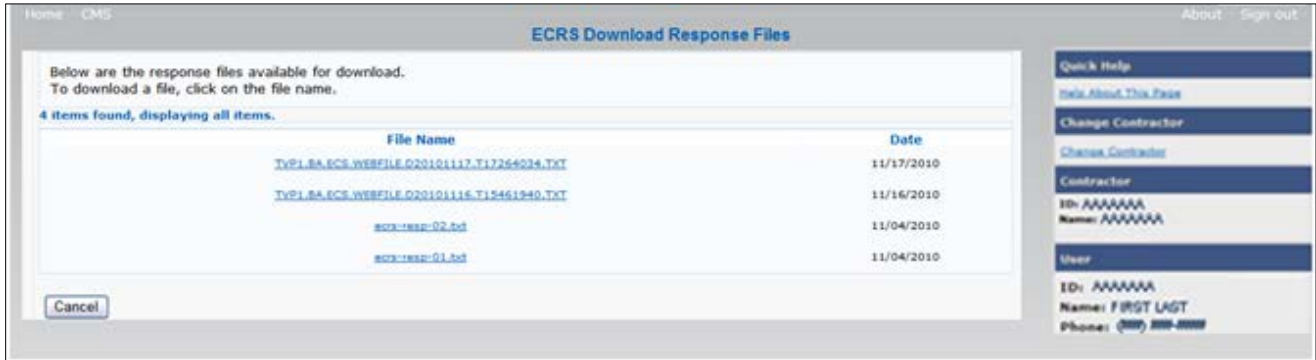 Home CMS About Sign out
ECRS Download Response Files
Below are the response files available for download.
To download a file, click on the file name.
4 items found, displaying all items.
File Name Date
TVP1.BA.ECS.WEBFILE.D20101117.T17264034.TXT 11/17/2010
TVP1.BA.ECS.WEBFILE.D20101116.T15461940.TXT 11/16/2010
ecrs-resp-02.txt 11/04/2010
ecrs-resp-01.txt 11/04/2010
Cancel
Quick Help
Help About This Page
Change Contractor
Change Contractor
Contractor
ID: AAAAAAA
Name: AAAAAAA
User
ID: AAAAAAA
Name: FIRST LAST
Phone: (###) ###-####